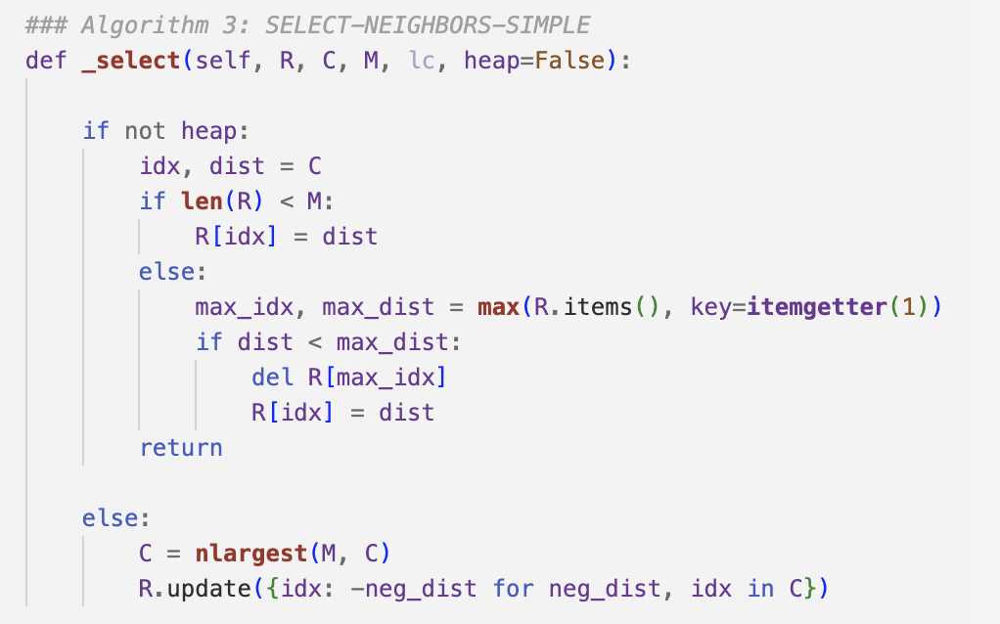 ### Algorithm 3: SELECT-NEIGHBORS-SIMPLE
def _select(self, R, C, M, lc, heap=False):
if not heap:
idx, dist = C
if len(R) < M:
R[idx] = dist
else:
max_idx, max_dist = max(R.items(), key=itemgetter(1))
if dist < max_dist:
del R[max_idx]
R[idx] = dist
return
else:
C = nlargest(M, C)
R.update({idx: -neg_dist for neg_dist, idx in C})